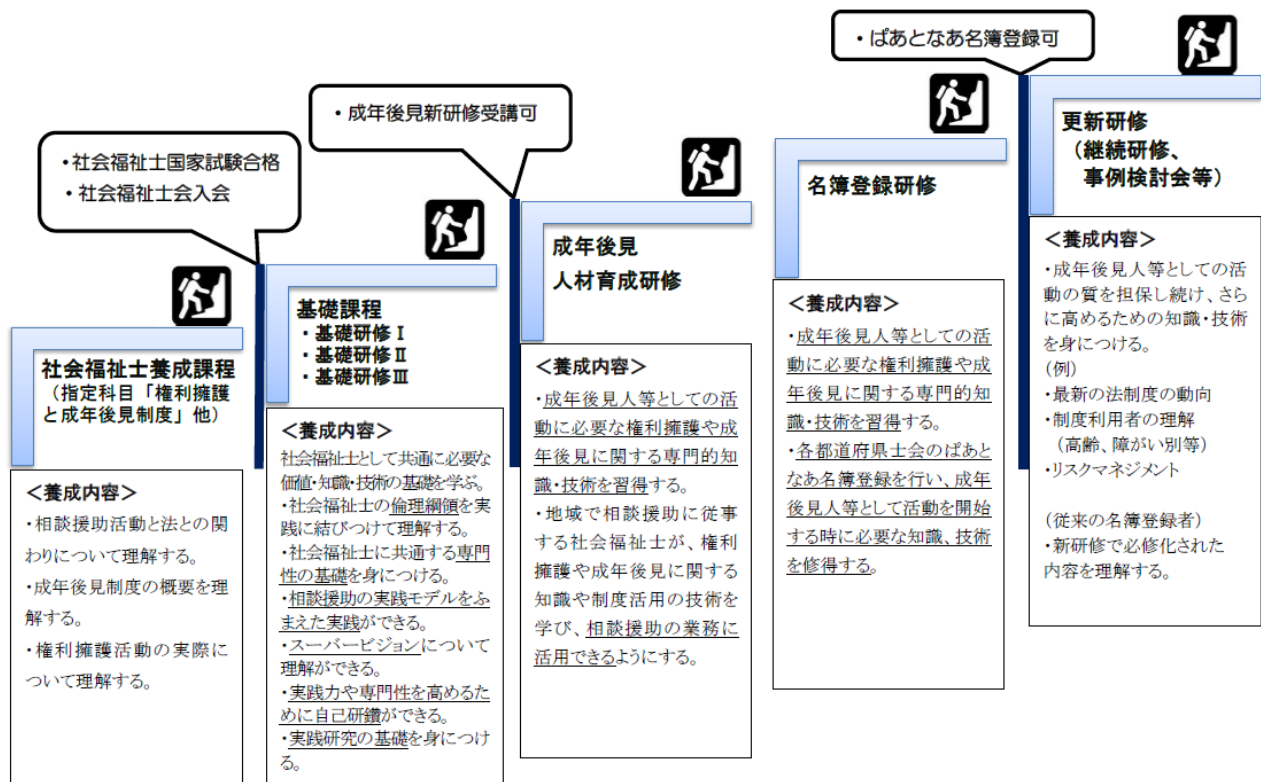 ・社会福祉士国家試験合格
・社会福祉士会入会
・成年後見新研修受講可
・ぱあとなあ名簿登録可
社会福祉士養成課程
（指定科目「権利擁護
と成年後見制度」他）
＜養成内容＞
・相談援助活動と法との関
わりについて理解する。
・成年後見制度の概要を理
解する。
・権利擁護活動の実際に
ついて理解する。
基礎課程
・基礎研修Ⅰ
・基礎研修Ⅱ
・基礎研修Ⅲ
＜養成内容＞
社会福祉士として共通に必要な
価値・知識・技術の基礎を学ぶ。
・社会福祉士の倫理綱領を実
践に結びつけて理解する。
・社会福祉士に共通する専門
性の基礎を身につける。
・相談援助の実践モデルをふ
まえた実践ができる。
・スーパービジョンについて
理解ができる。
・実践力や専門性を高めるた
めに自己研鑽ができる。
・実践研究の基礎を身につけ
る。
成年後見
人材育成研修
＜養成内容＞
・成年後見人等としての活
動に必要な権利擁護や成
年後見に関する専門的知
識・技術を習得する。
・地域で相談援助に従事
する社会福祉士が、権利
擁護や成年後見に関する
知識や制度活用の技術を
学び、相談援助の業務に
活用できるようにする。
名簿登録研修
＜養成内容＞
・成年後見人等としての活
動に必要な権利擁護や成
年後見に関する専門的知
識・技術を習得する。
・各都道府県士会のぱあと
なあ名簿登録を行い、成年
後見人等として活動を開始
する時に必要な知識、技術
を修得する。
更新研修
（継続研修、
事例検討会等）
＜養成内容＞
・成年後見人等としての活
動の質を担保し続け、さら
に高めるための知識・技術
を身につける。
(例)
・最新の法制度の動向
・制度利用者の理解
（高齢、障がい別等）
・リスクマネジメント
(従来の名簿登録者)
・新研修で必修化された
内容を理解する。